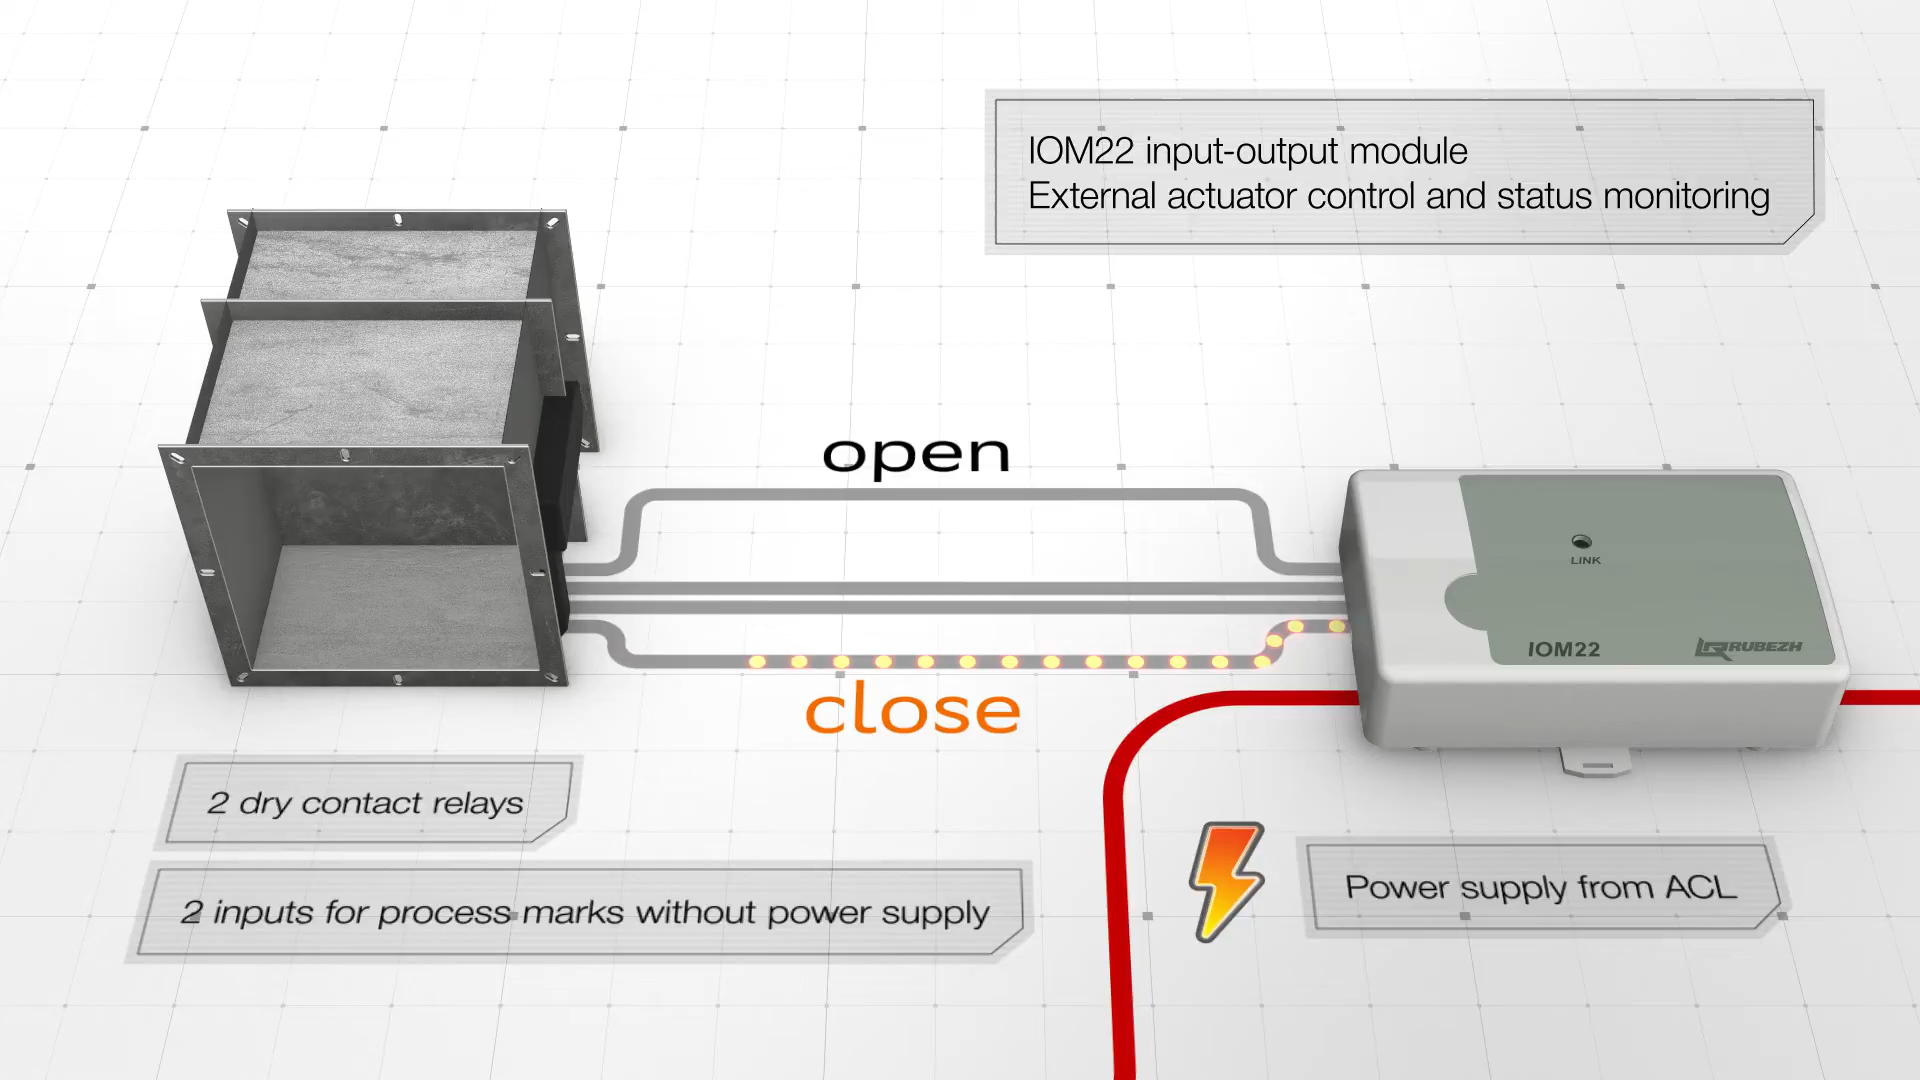 IOM22 input-output module
External actuator control and status monitoring
open
LINK
IOM22 RUBEZH
close
2 dry contact relays
2 inputs for process marks without power supply
Power supply from ACL